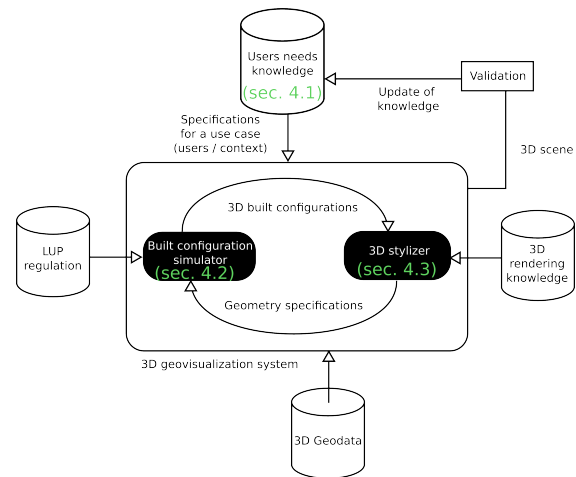 Users needs
knowledge
(sec. 4.1)
Validation
Update of
knowledge
Specifications
for a use case
(users / context)
3D scene
3D built configurations
LUP
regulation
Built configuration
simulator
(sec. 4.2)
3D stylizer
(sec. 4.3)
3D
rendering
knowledge
Geometry specifications
3D geovisualization system
3D Geodata